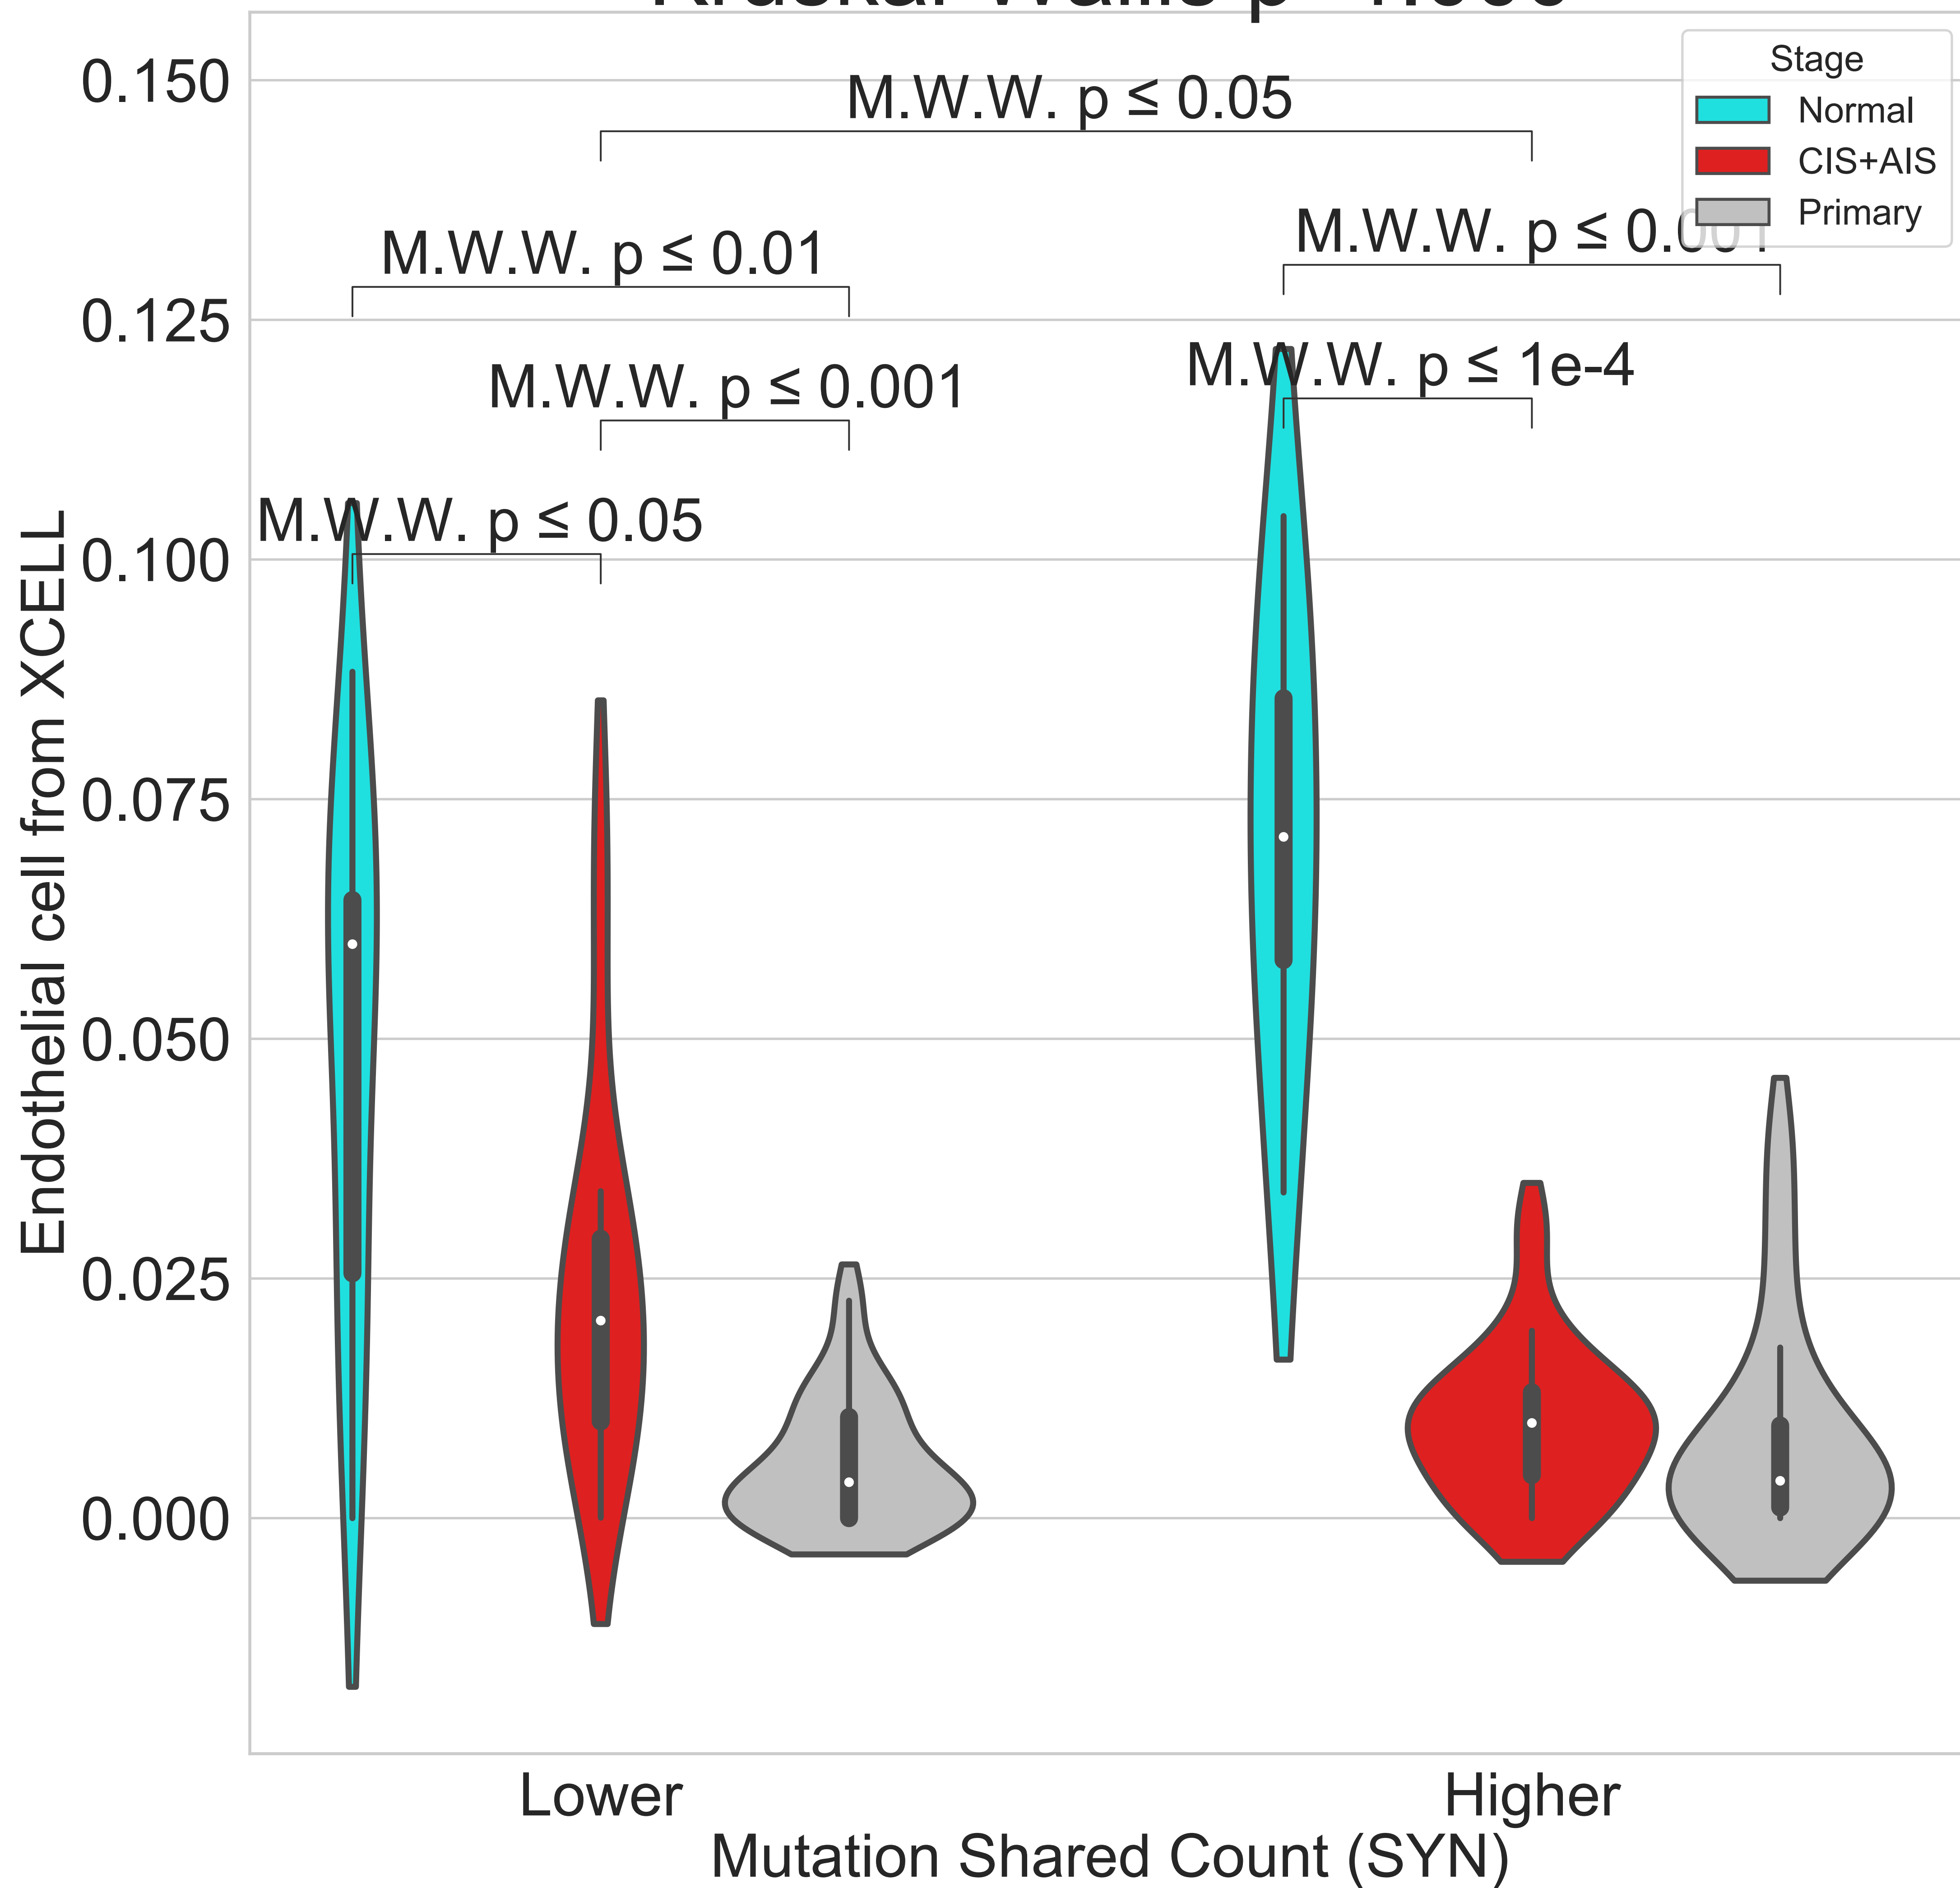 0.150
0.125
0.100
0.075
0.050
0.025
0.000
Endothelial cell from XCELL
M.W.W. p ≤ 0.05
M.W.W. p ≤ 0.01
M.W.W. p ≤ 0.001
M.W.W. p ≤ 0.001
M.W.W. p ≤ 1e-4
M.W.W. p ≤ 0.05
Stage
Normal
CIS+AIS
Primary
Lower
Higher
Mutation Shared Count (SYN)